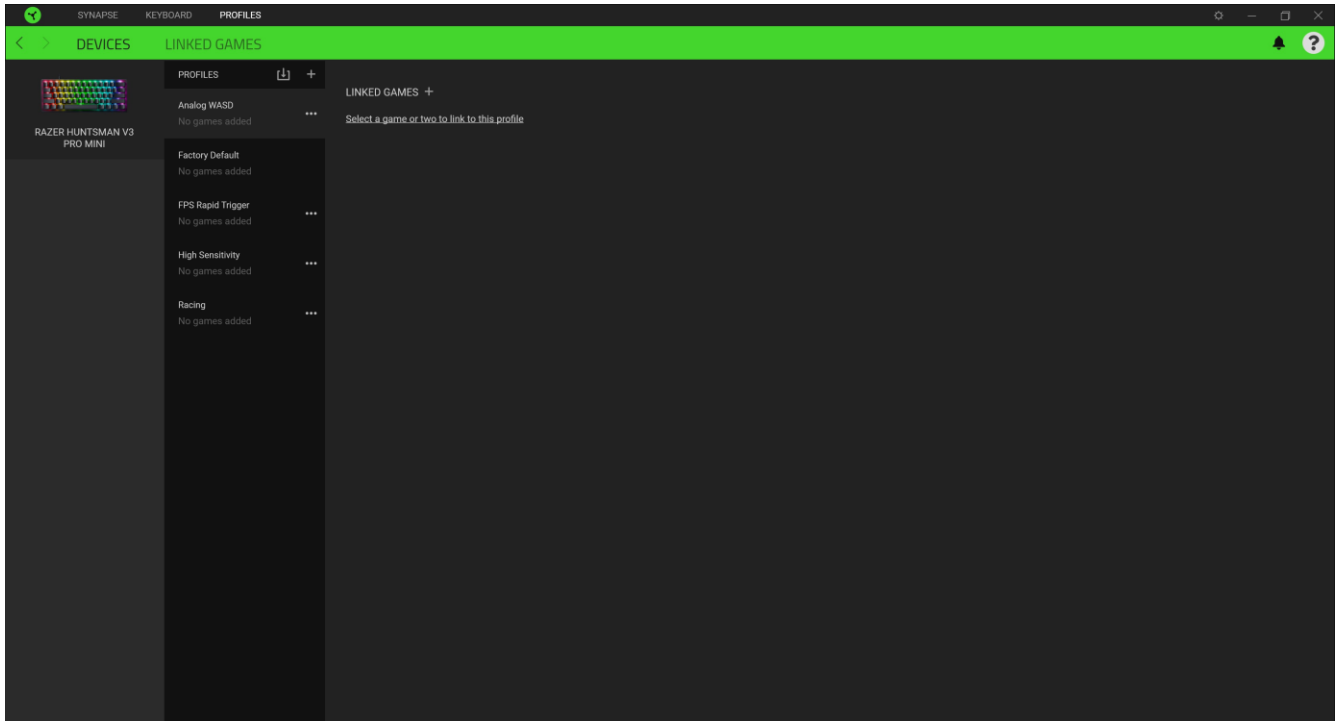 SYNAPSE KEYBOARD PROFILES
DEVICES LINKED GAMES
?
RAZER HUNTSMAN V3
PRO MINI
PROFILES
Analog WASD
No games added
Factory Default
No games added
FPS Rapid Trigger
No games added
High Sensitivity
No games added
Racing
No games added
LINKED GAMES +
Select a game or two to link to this profile